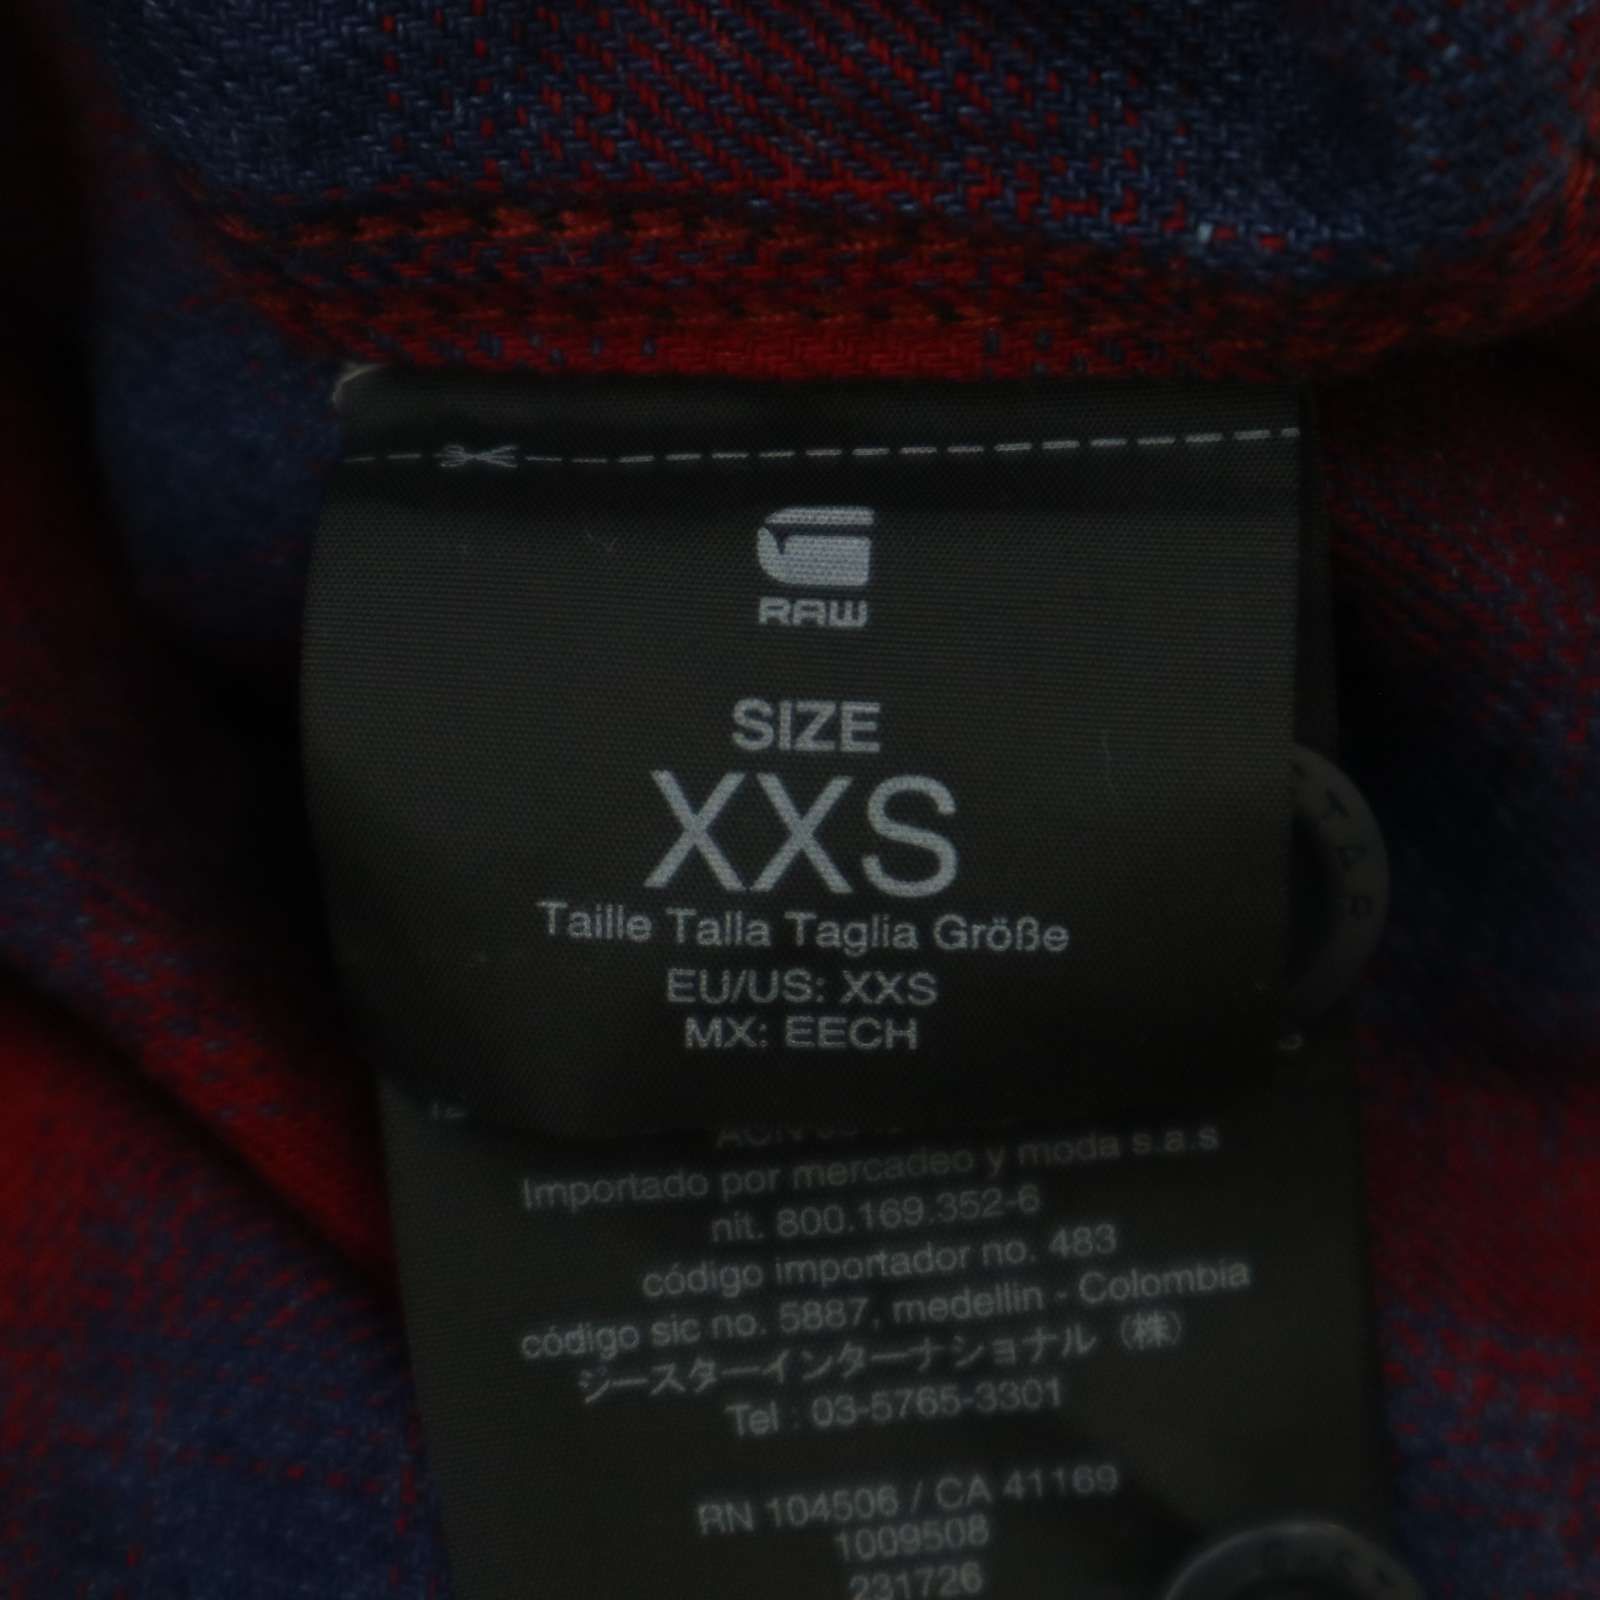 RAW
SIZE
XXS
Taille Talla Taglia Größe
EU/US: XXS
MX: EECH
Importado por mercadeo y moda s.a.s
nit. 800.169.352-6
código importador no. 483
código sic no. 5887, medellin - Colombia
ジースターインターナショナル（株）
Tel : 03-5765-3301
RN 104506 / CA 41169
1009508
231726